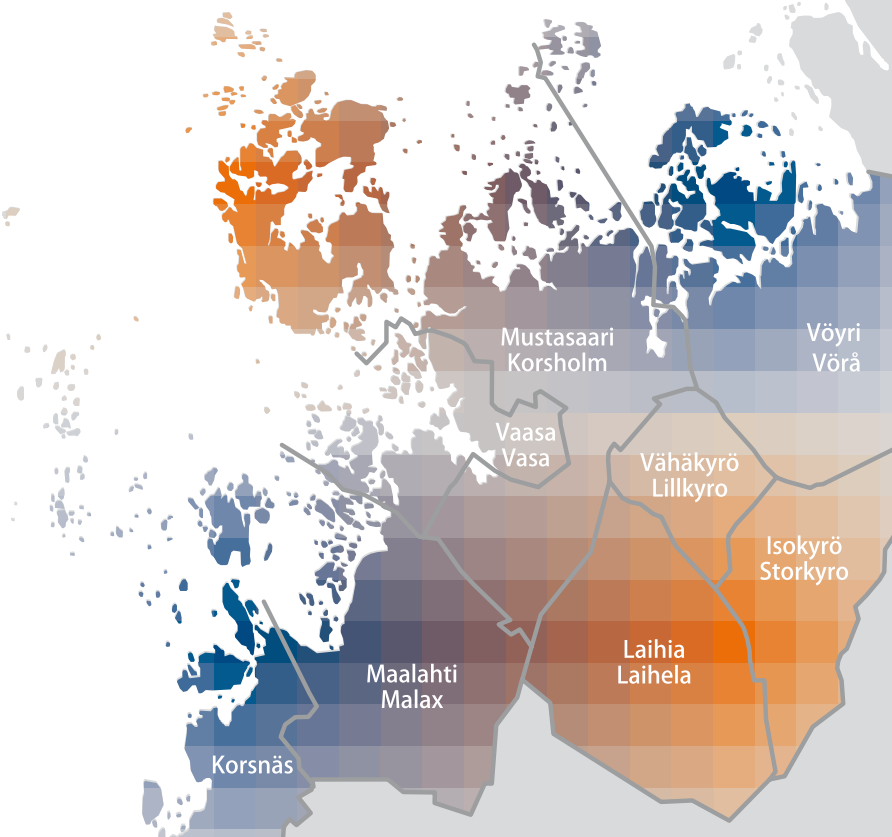 Mustasaari
Korsholm
Vöyri
Vörå
Vaasa
Vasa
Vähäkyrö
Lillkyro
Isokyrö
Storkyro
Laihia
Laihela
Maalahti
Malax
Korsnäs